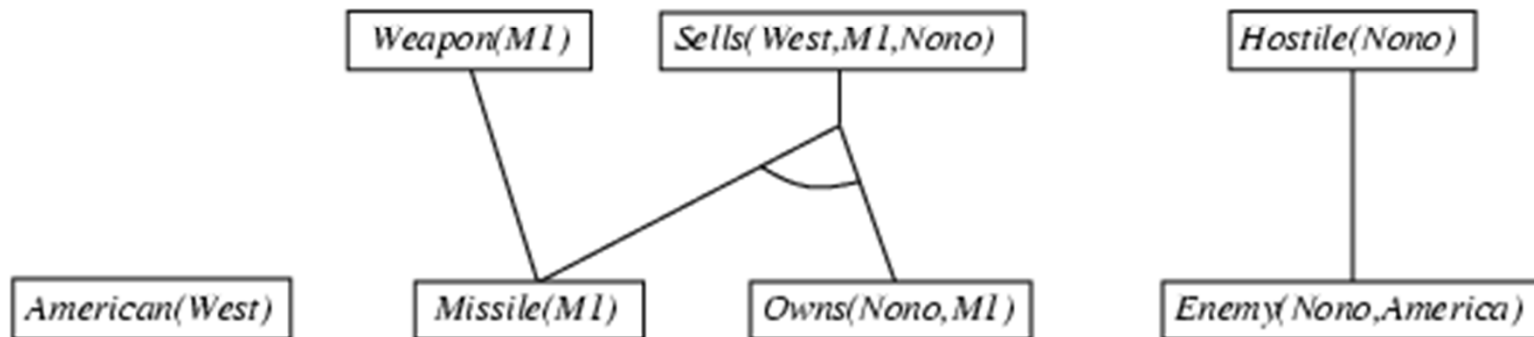 Weapon(M1)
Sells(West,M1,Nono)
Hostile(Nono)
American(West)
Missile(M1)
Owns(Nono,M1)
Enemy(Nono,America)